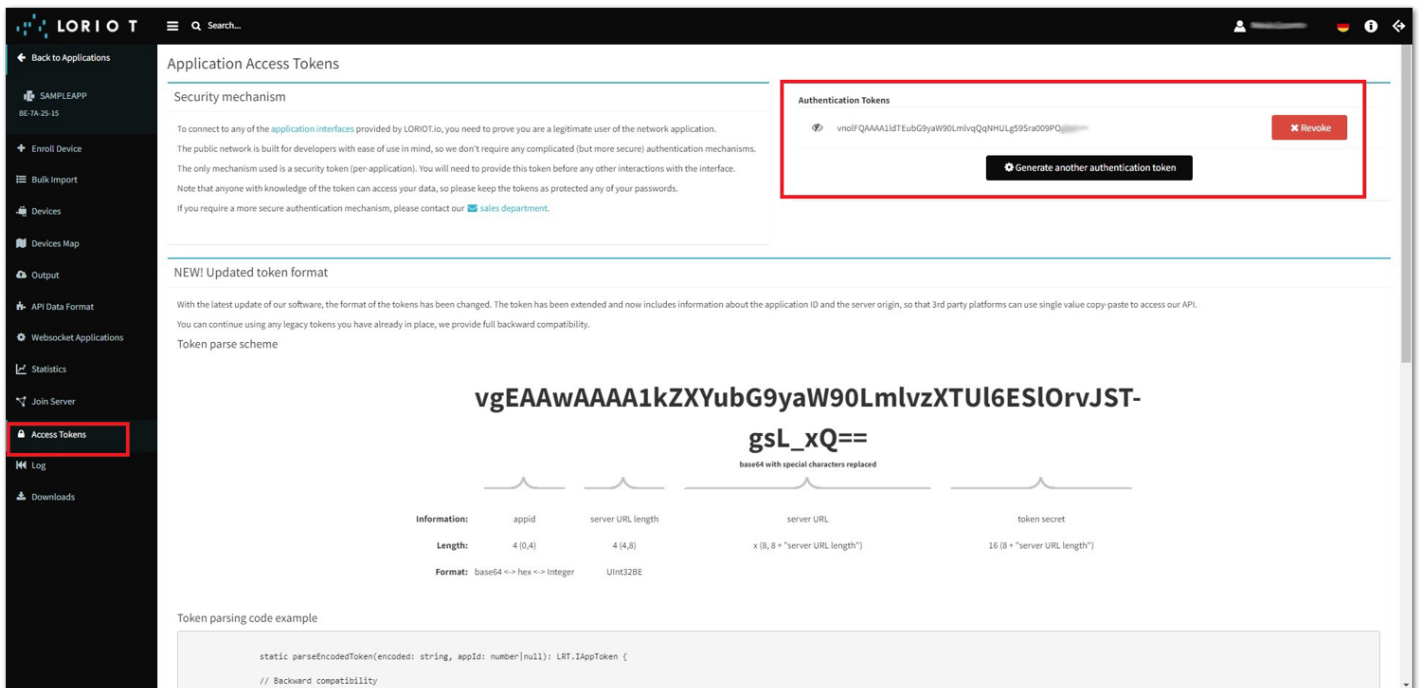 LORIOT
Search...
Back to Applications
SAMPLEAPP
BE-7A-25-15
Enroll Device
Bulk Import
Devices
Devices Map
Output
API Data Format
Websocket Applications
Statistics
Join Server
Access Tokens
Log
Downloads
Application Access Tokens
Security mechanism
To connect to any of the application interfaces provided by LORIOT.io, you need to prove you are a legitimate user of the network application.
The public network is built for developers with ease of use in mind, so we don't require any complicated (but more secure) authentication mechanisms.
The only mechanism used is a security token (per-application). You will need to provide this token before any other interactions with the interface.
Note that anyone with knowledge of the token can access your data, so please keep the tokens as protected any of your passwords.
If you require a more secure authentication mechanism, please contact our sales department.
Authentication Tokens
Revoke
Generate another authentication token
NEW! Updated token format
With the latest update of our software, the format of the tokens has been changed. The token has been extended and now includes information about the application ID and the server origin, so that 3rd party platforms can use single value copy-paste to access our API.
You can continue using any legacy tokens you have already in place, we provide full backward compatibility.
Token parse scheme
vgEAAwAAAA1kZXYubG9yaW90LmlvzXTUl6ESlOrvJST-
gsL_xQ==
base64 with special characters replaced
Information: appid server URL length server URL token secret
Length: 4 (0,4) 4 (4,8) x (8, 8 + "server URL length") 16 (8 + "server URL length")
Format: base64 <-> hex <-> Integer UInt32BE
Token parsing code example
static parseEncodedToken(encoded: string, appId: number|null): LRT.IAppToken {
// Backward compatibility